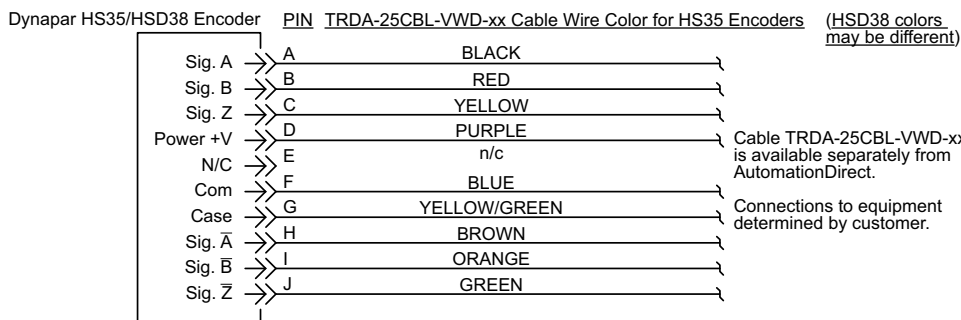 Dynapar HS35/HSD38 Encoder PIN TRDA-25CBL-VWD-xx Cable Wire Color for HS35 Encoders (HSD38 colors
may be different)
Sig. A A BLACK
Sig. B B RED
Sig. Z C YELLOW
Power +V D PURPLE
N/C E n/c
Com F BLUE
Case G YELLOW/GREEN
Sig. A̅ H BROWN
Sig. B̅ I ORANGE
Sig. Z̅ J GREEN
Cable TRDA-25CBL-VWD-xx
is available separately from
AutomationDirect.
Connections to equipment
determined by customer.